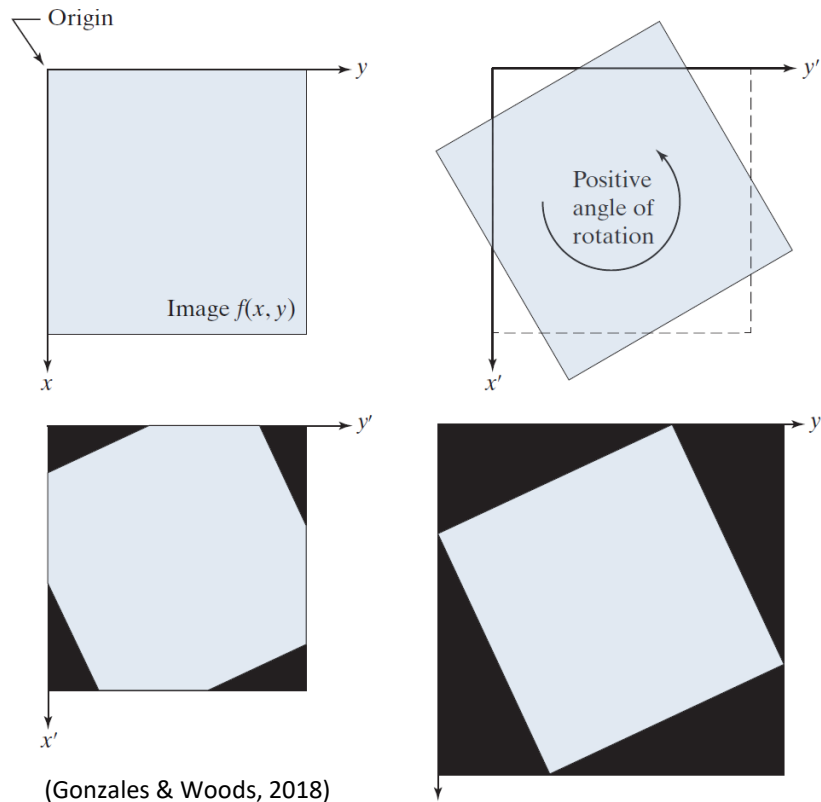 Origin
y
Image f(x, y)
x
y′
Positive
angle of
rotation
x′
y′
x′
y
(Gonzales & Woods, 2018)